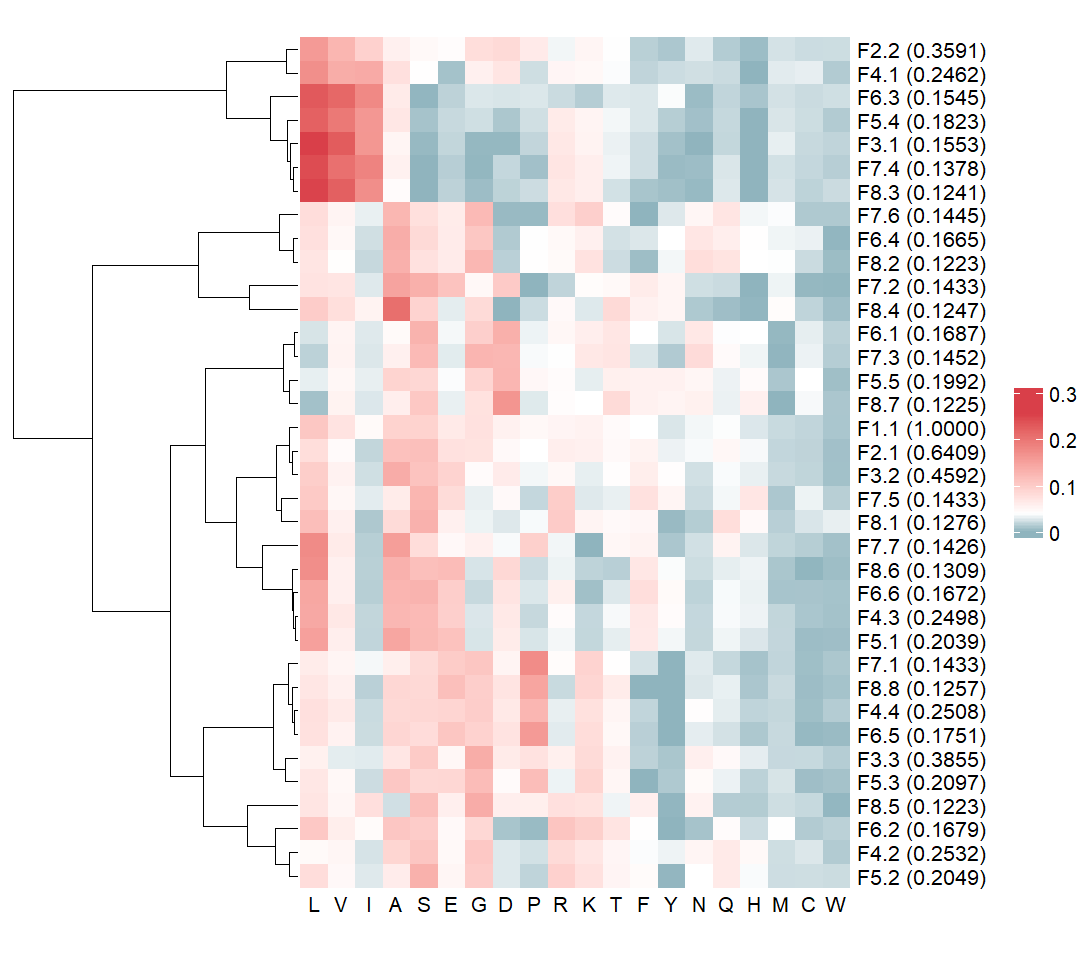 F2.2 (0.3591)
F4.1 (0.2462)
F6.3 (0.1545)
F5.4 (0.1823)
F3.1 (0.1553)
F7.4 (0.1378)
F8.3 (0.1241)
F7.6 (0.1445)
F6.4 (0.1665)
F8.2 (0.1223)
F7.2 (0.1433)
F8.4 (0.1247)
F6.1 (0.1687)
F7.3 (0.1452)
F5.5 (0.1992)
F8.7 (0.1225)
F1.1 (1.0000)
F2.1 (0.6409)
F3.2 (0.4592)
F7.5 (0.1433)
F8.1 (0.1276)
F7.7 (0.1426)
F8.6 (0.1309)
F6.6 (0.1672)
F4.3 (0.2498)
F5.1 (0.2039)
F7.1 (0.1433)
F8.8 (0.1257)
F4.4 (0.2508)
F6.5 (0.1751)
F3.3 (0.3855)
F5.3 (0.2097)
F8.5 (0.1223)
F6.2 (0.1679)
F4.2 (0.2532)
F5.2 (0.2049)
L V I A S E G D P R K T F Y N Q H M C W
0.3
0.2
0.1
0